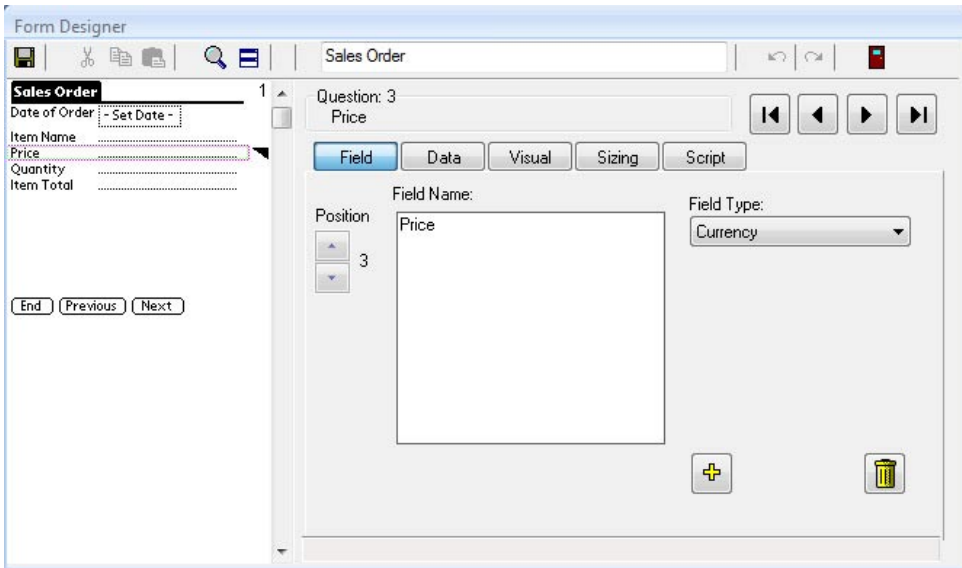 Form Designer
Sales Order
Sales Order 1
Date of Order - Set Date -
Item Name
Price
Quantity
Item Total
End Previous Next
Question: 3
Price
Field Data Visual Sizing Script
Field Name:
Position
3
Price
Field Type:
Currency